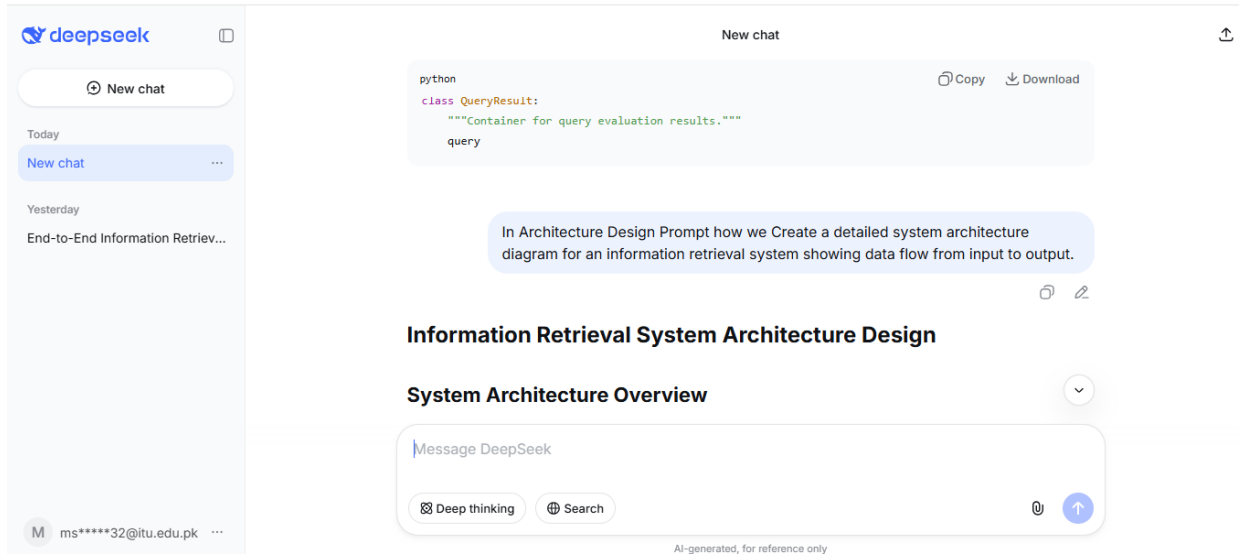 deepseek
New chat
Today
New chat
Yesterday
End-to-End Information Retriev...
M ms*****32@itu.edu.pk
New chat
python
Copy Download
class QueryResult:
"""Container for query evaluation results."""
query
In Architecture Design Prompt how we Create a detailed system architecture
diagram for an information retrieval system showing data flow from input to output.
Information Retrieval System Architecture Design
System Architecture Overview
Message DeepSeek
Deep thinking Search
AI-generated, for reference only